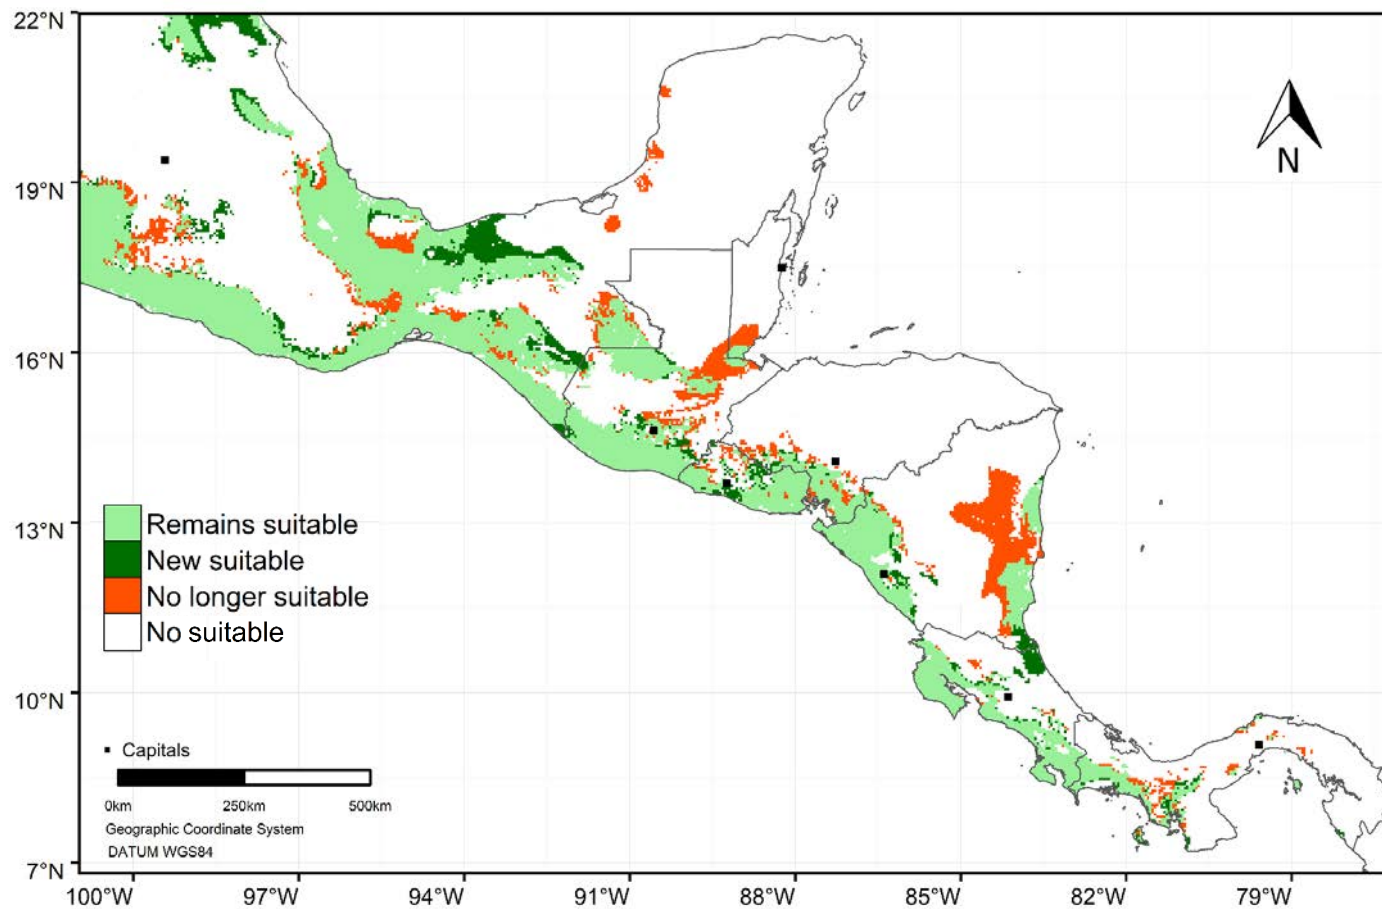 22°N
19°N
16°N
13°N
10°N
7°N
N
Remains suitable
New suitable
No longer suitable
No suitable
Capitals
0km 250km 500km
Geographic Coordinate System
DATUM WGS84
100°W 97°W 94°W 91°W 88°W 85°W 82°W 79°W